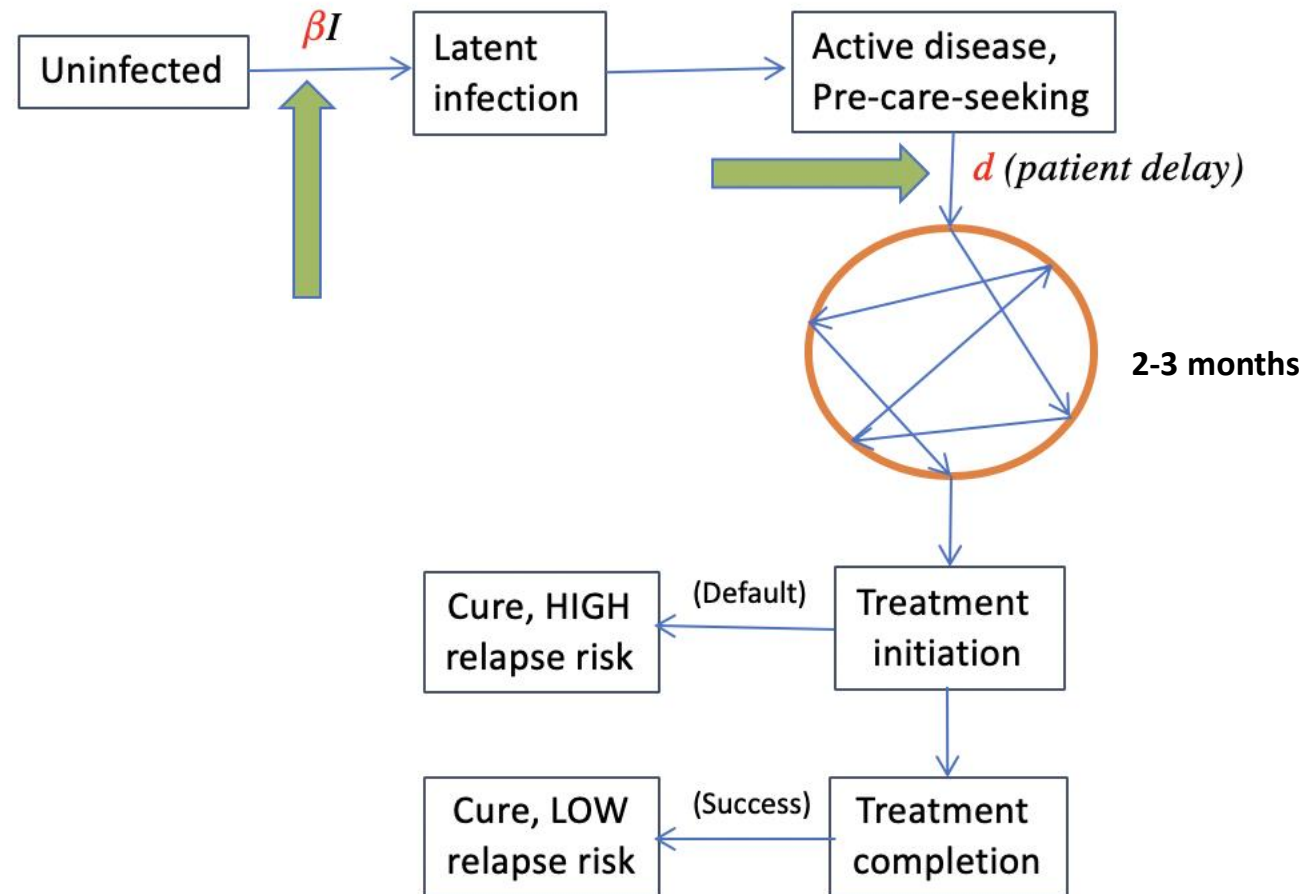 Uninfected
βI
Latent
infection
Active disease,
Pre-care-seeking
d (patient delay)
2-3 months
Cure, HIGH
relapse risk
(Default)
Treatment
initiation
Cure, LOW
relapse risk
(Success)
Treatment
completion